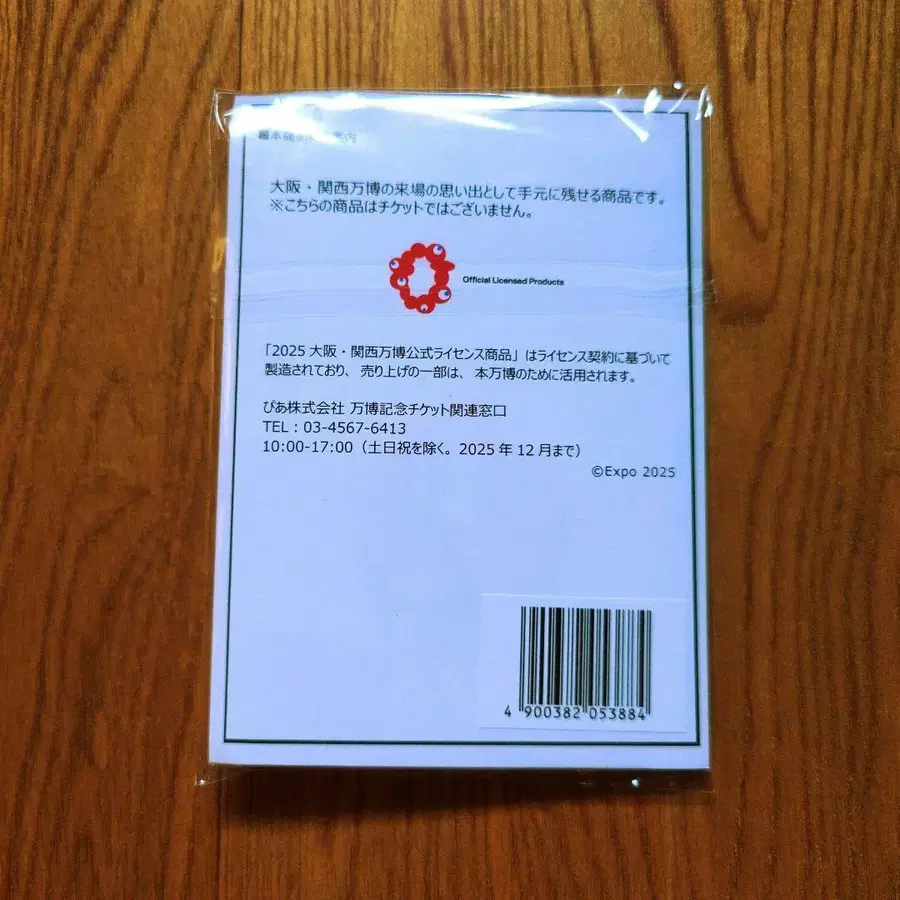 大阪・関西万博の来場の思い出として手元に残せる商品です。
※こちらの商品はチケットではございません。
Official Licensed Products
「2025 大阪・関西万博公式ライセンス商品」はライセンス契約に基づいて
製造されており、売り上げの一部は、本万博のために活用されます。
ぴあ株式会社 万博記念チケット関連窓口
TEL：03-4567-6413
10:00-17:00（土日祝を除く。2025 年 12 月まで）
©Expo 2025
4 900382 053884